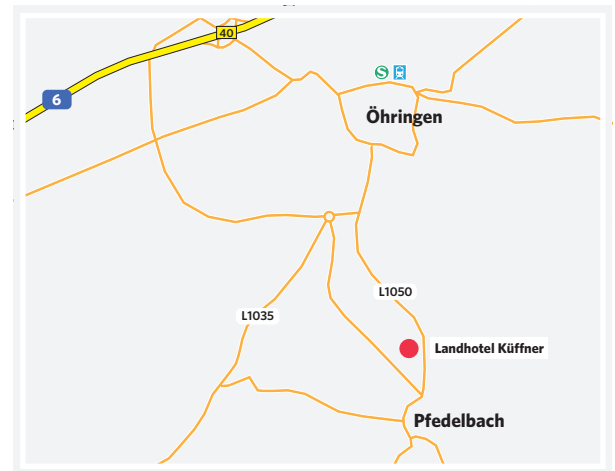 40
6
S
Öhringen
L1050
L1035
Landhotel Küffner
Pfedelbach